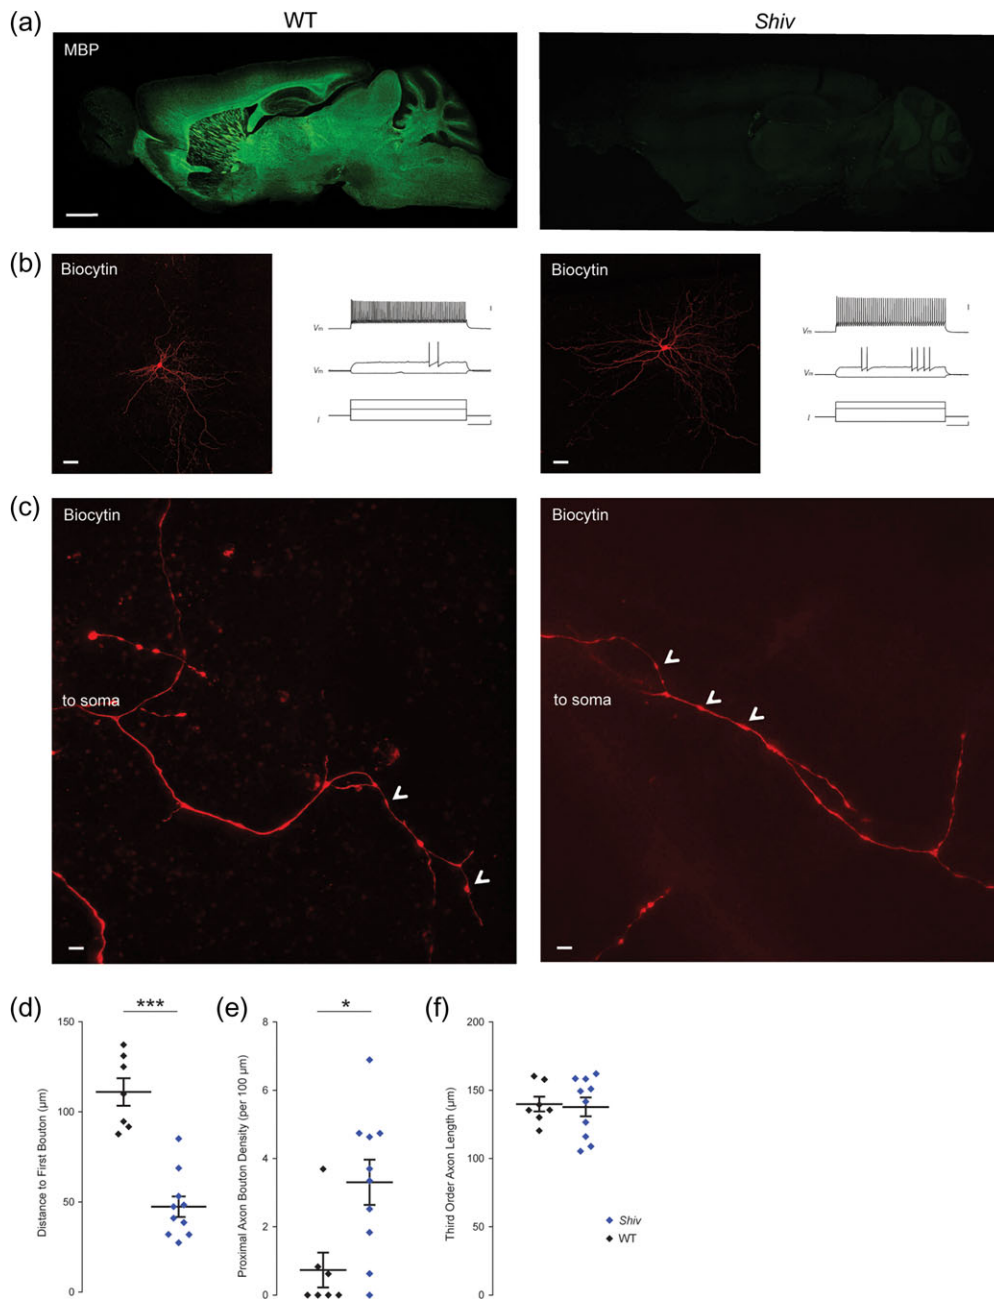 (a)
WT
Shiv
MBP
(b)
Biocytin
Vm
Vm
I
Biocytin
Vm
Vm
I
(c)
Biocytin
to soma
Biocytin
to soma
(d)
***
150
100
50
0
Distance to First Bouton (µm)
(e)
*
8
6
4
2
0
Proximal Axon Bouton Density (per 100 µm)
(f)
200
150
100
50
0
Third Order Axon Length (µm)
Shiv
WT